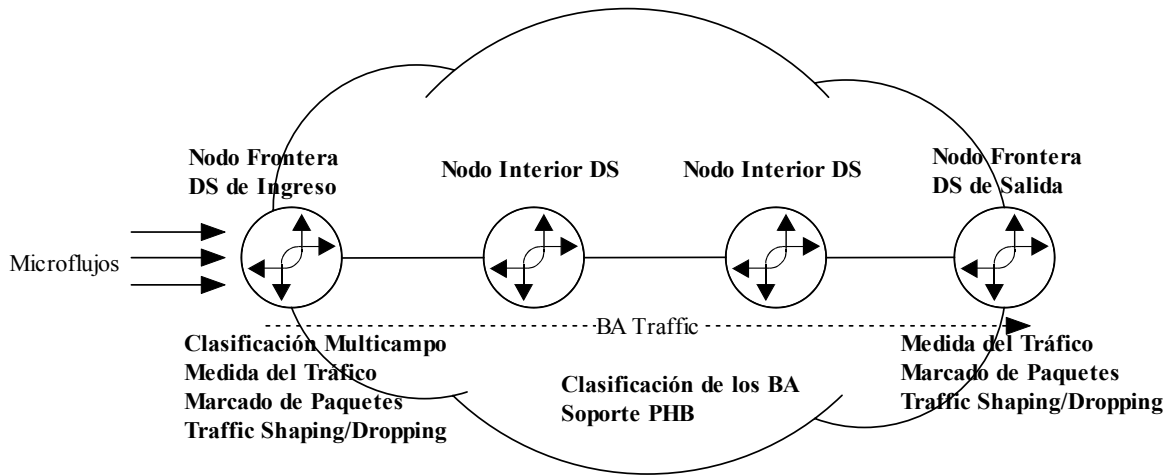 Nodo Frontera
DS de Ingreso
Nodo Interior DS
Nodo Interior DS
Nodo Frontera
DS de Salida
Microflujos
BA Traffic
Clasificación Multicampo
Medida del Tráfico
Marcado de Paquetes
Traffic Shaping/Dropping
Clasificación de los BA
Soporte PHB
Medida del Tráfico
Marcado de Paquetes
Traffic Shaping/Dropping